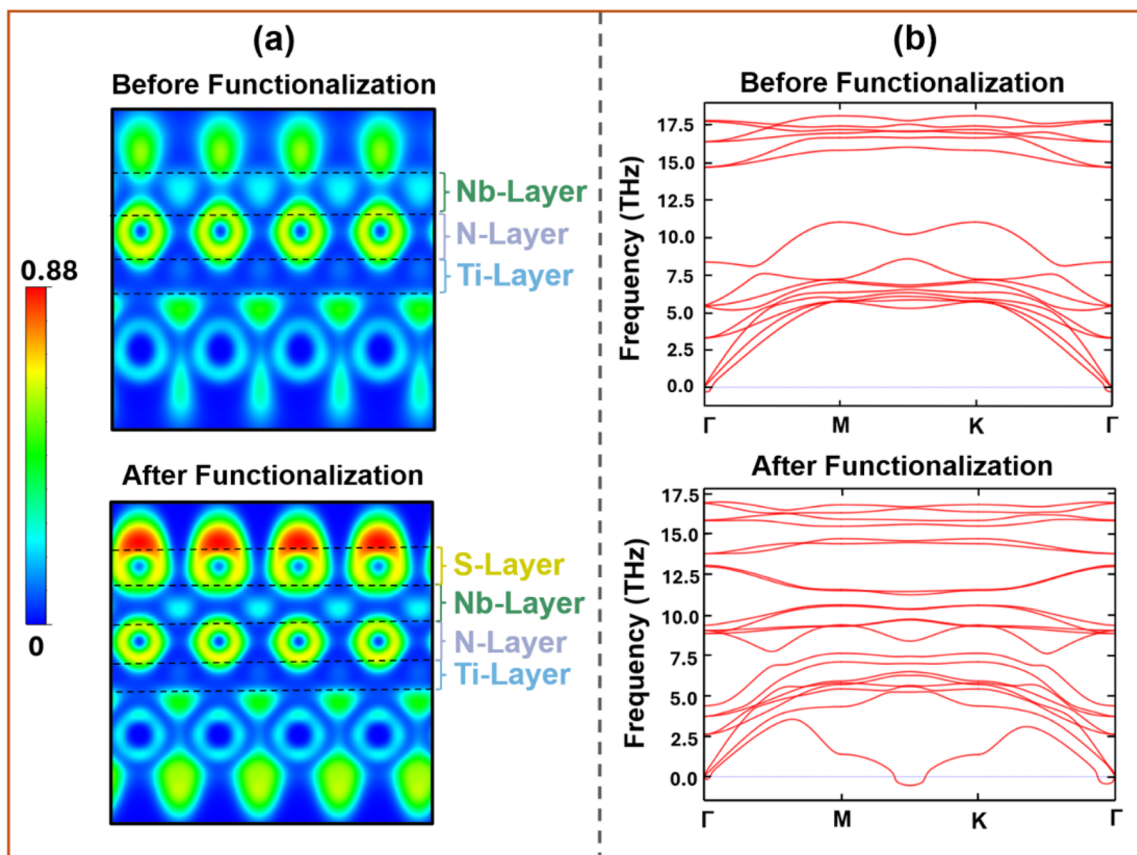 (a)
Before Functionalization
Nb-Layer
N-Layer
Ti-Layer
0.88
0
After Functionalization
S-Layer
Nb-Layer
N-Layer
Ti-Layer
(b)
Before Functionalization
Frequency (THz)
17.5
15.0
12.5
10.0
7.5
5.0
2.5
0.0
Γ M K Γ
After Functionalization
Frequency (THz)
17.5
15.0
12.5
10.0
7.5
5.0
2.5
0.0
Γ M K Γ